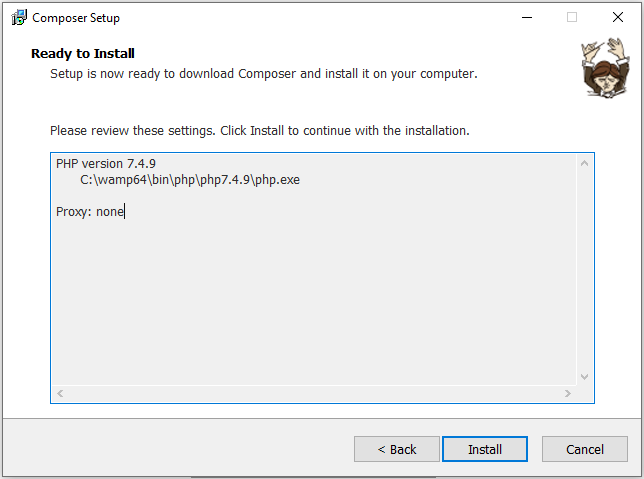 Composer Setup
Ready to Install
Setup is now ready to download Composer and install it on your computer.
Please review these settings. Click Install to continue with the installation.
PHP version 7.4.9
C:\wamp64\bin\php\php7.4.9\php.exe
Proxy: none
< Back
Install
Cancel